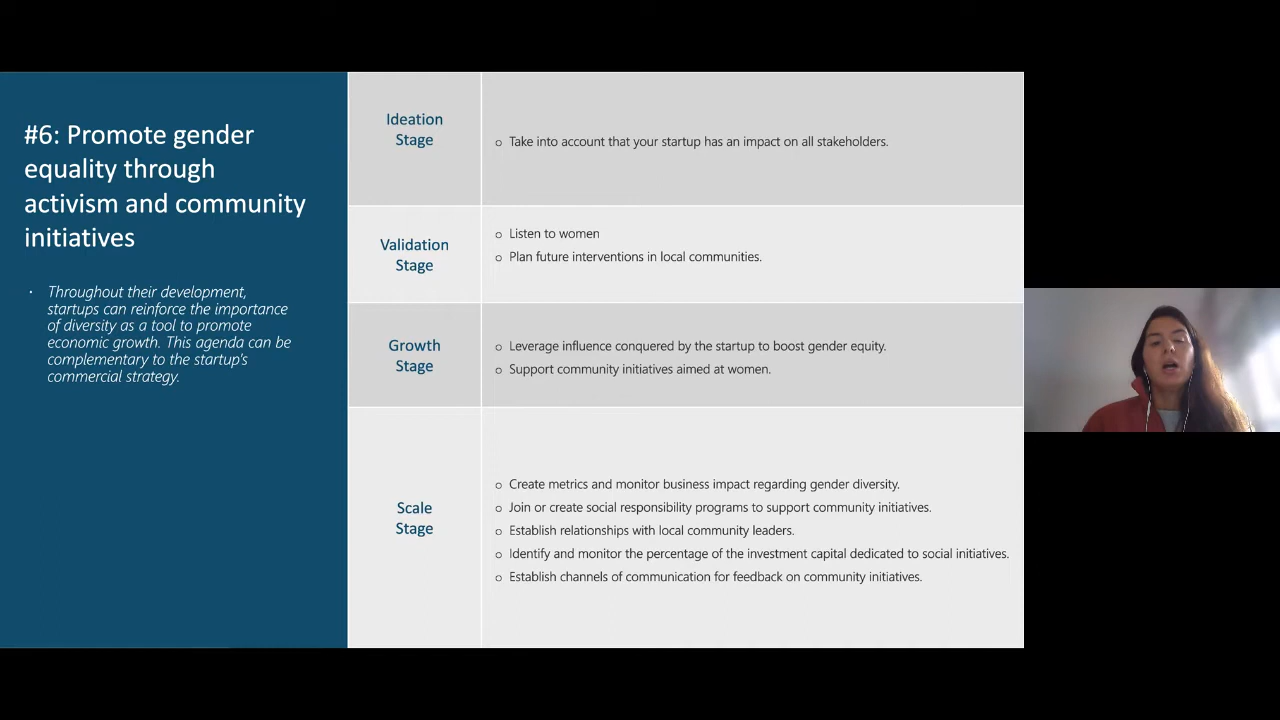 #6: Promote gender
equality through
activism and community
initiatives
· Throughout their development,
startups can reinforce the importance
of diversity as a tool to promote
economic growth. This agenda can be
complementary to the startup's
commercial strategy.
Ideation
Stage
o Take into account that your startup has an impact on all stakeholders.
Validation
Stage
o Listen to women
o Plan future interventions in local communities.
Growth
Stage
o Leverage influence conquered by the startup to boost gender equity.
o Support community initiatives aimed at women.
Scale
Stage
o Create metrics and monitor business impact regarding gender diversity.
o Join or create social responsibility programs to support community initiatives.
o Establish relationships with local community leaders.
o Identify and monitor the percentage of the investment capital dedicated to social initiatives.
o Establish channels of communication for feedback on community initiatives.